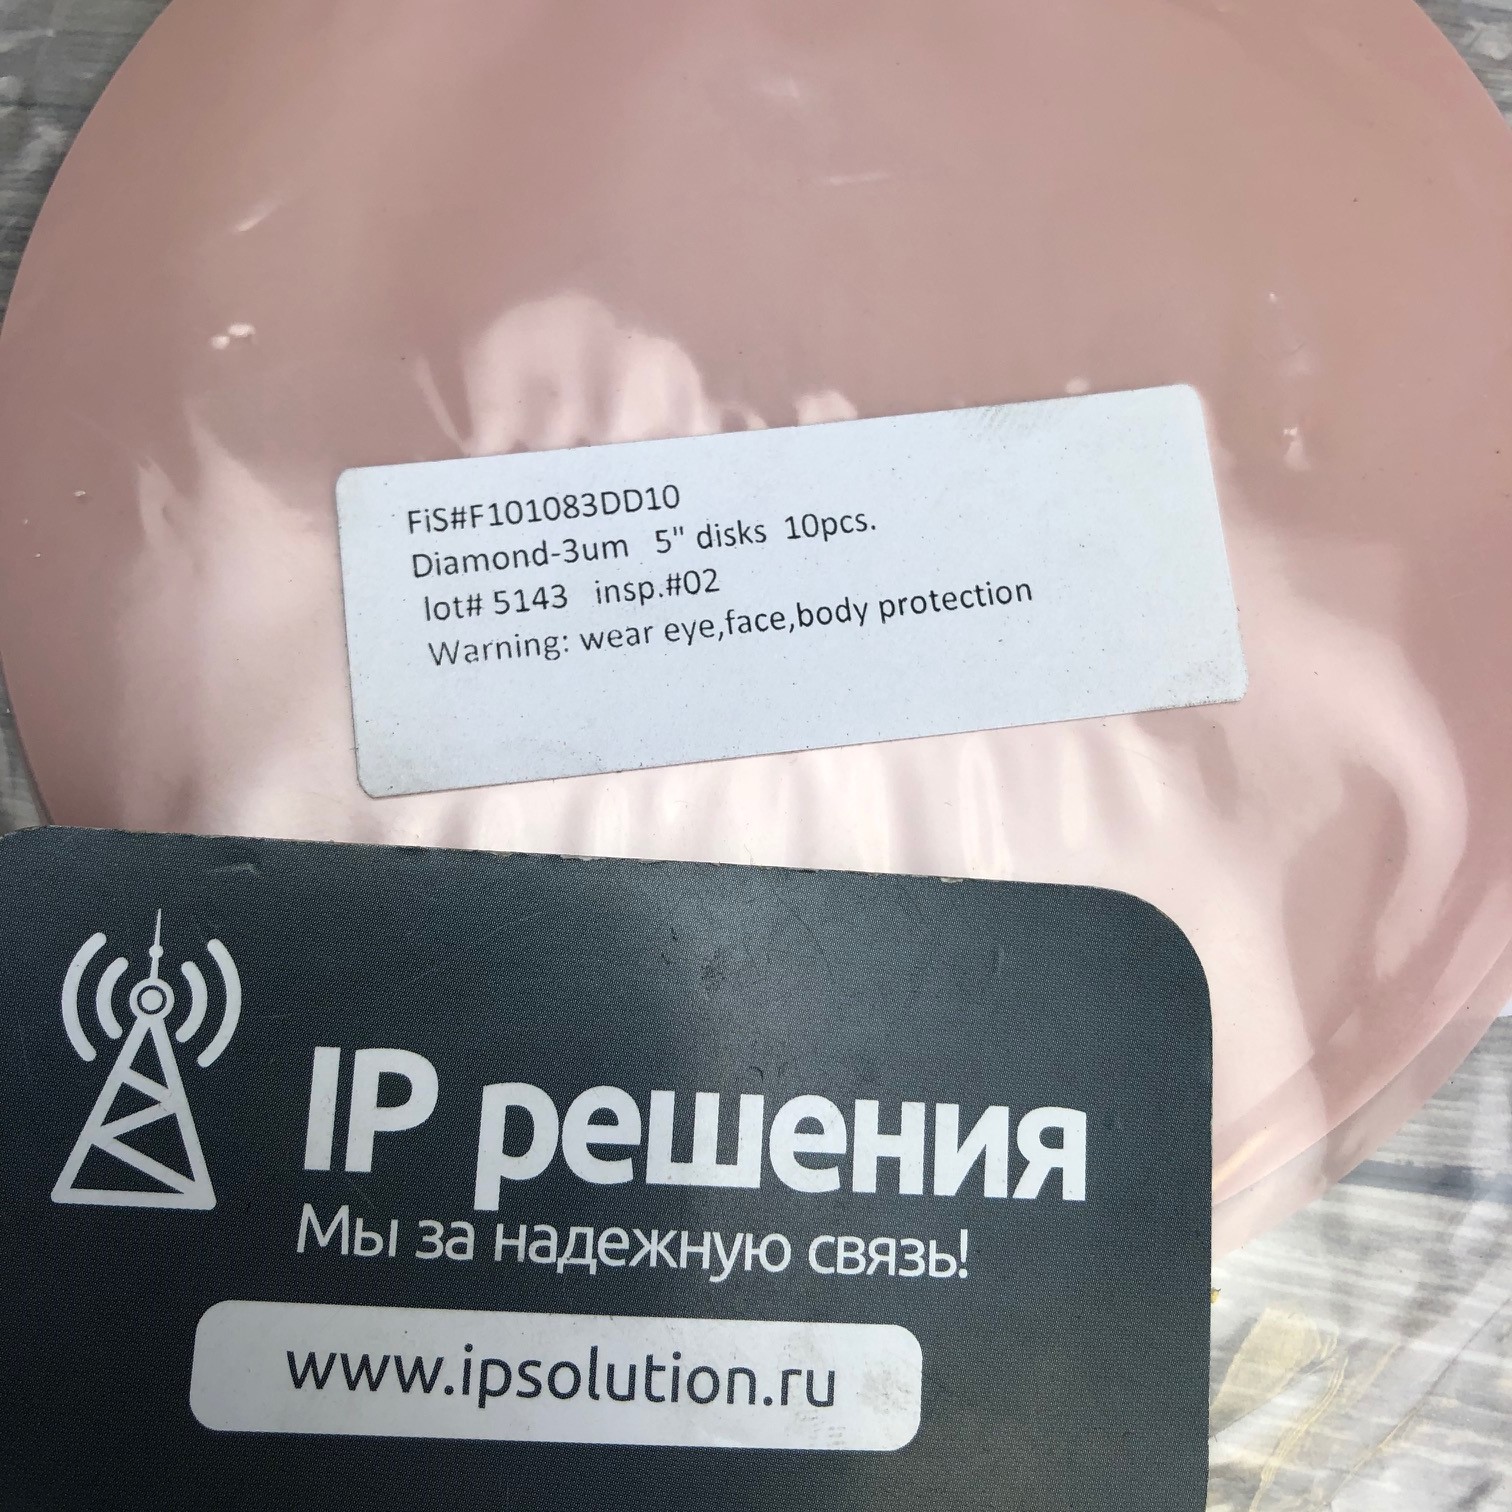 FiS#F101083DD10
Diamond-3um 5" disks 10pcs.
lot# 5143 insp.#02
Warning: wear eye,face,body protection
IP решения
Мы за надежную связь!
www.ipsolution.ru